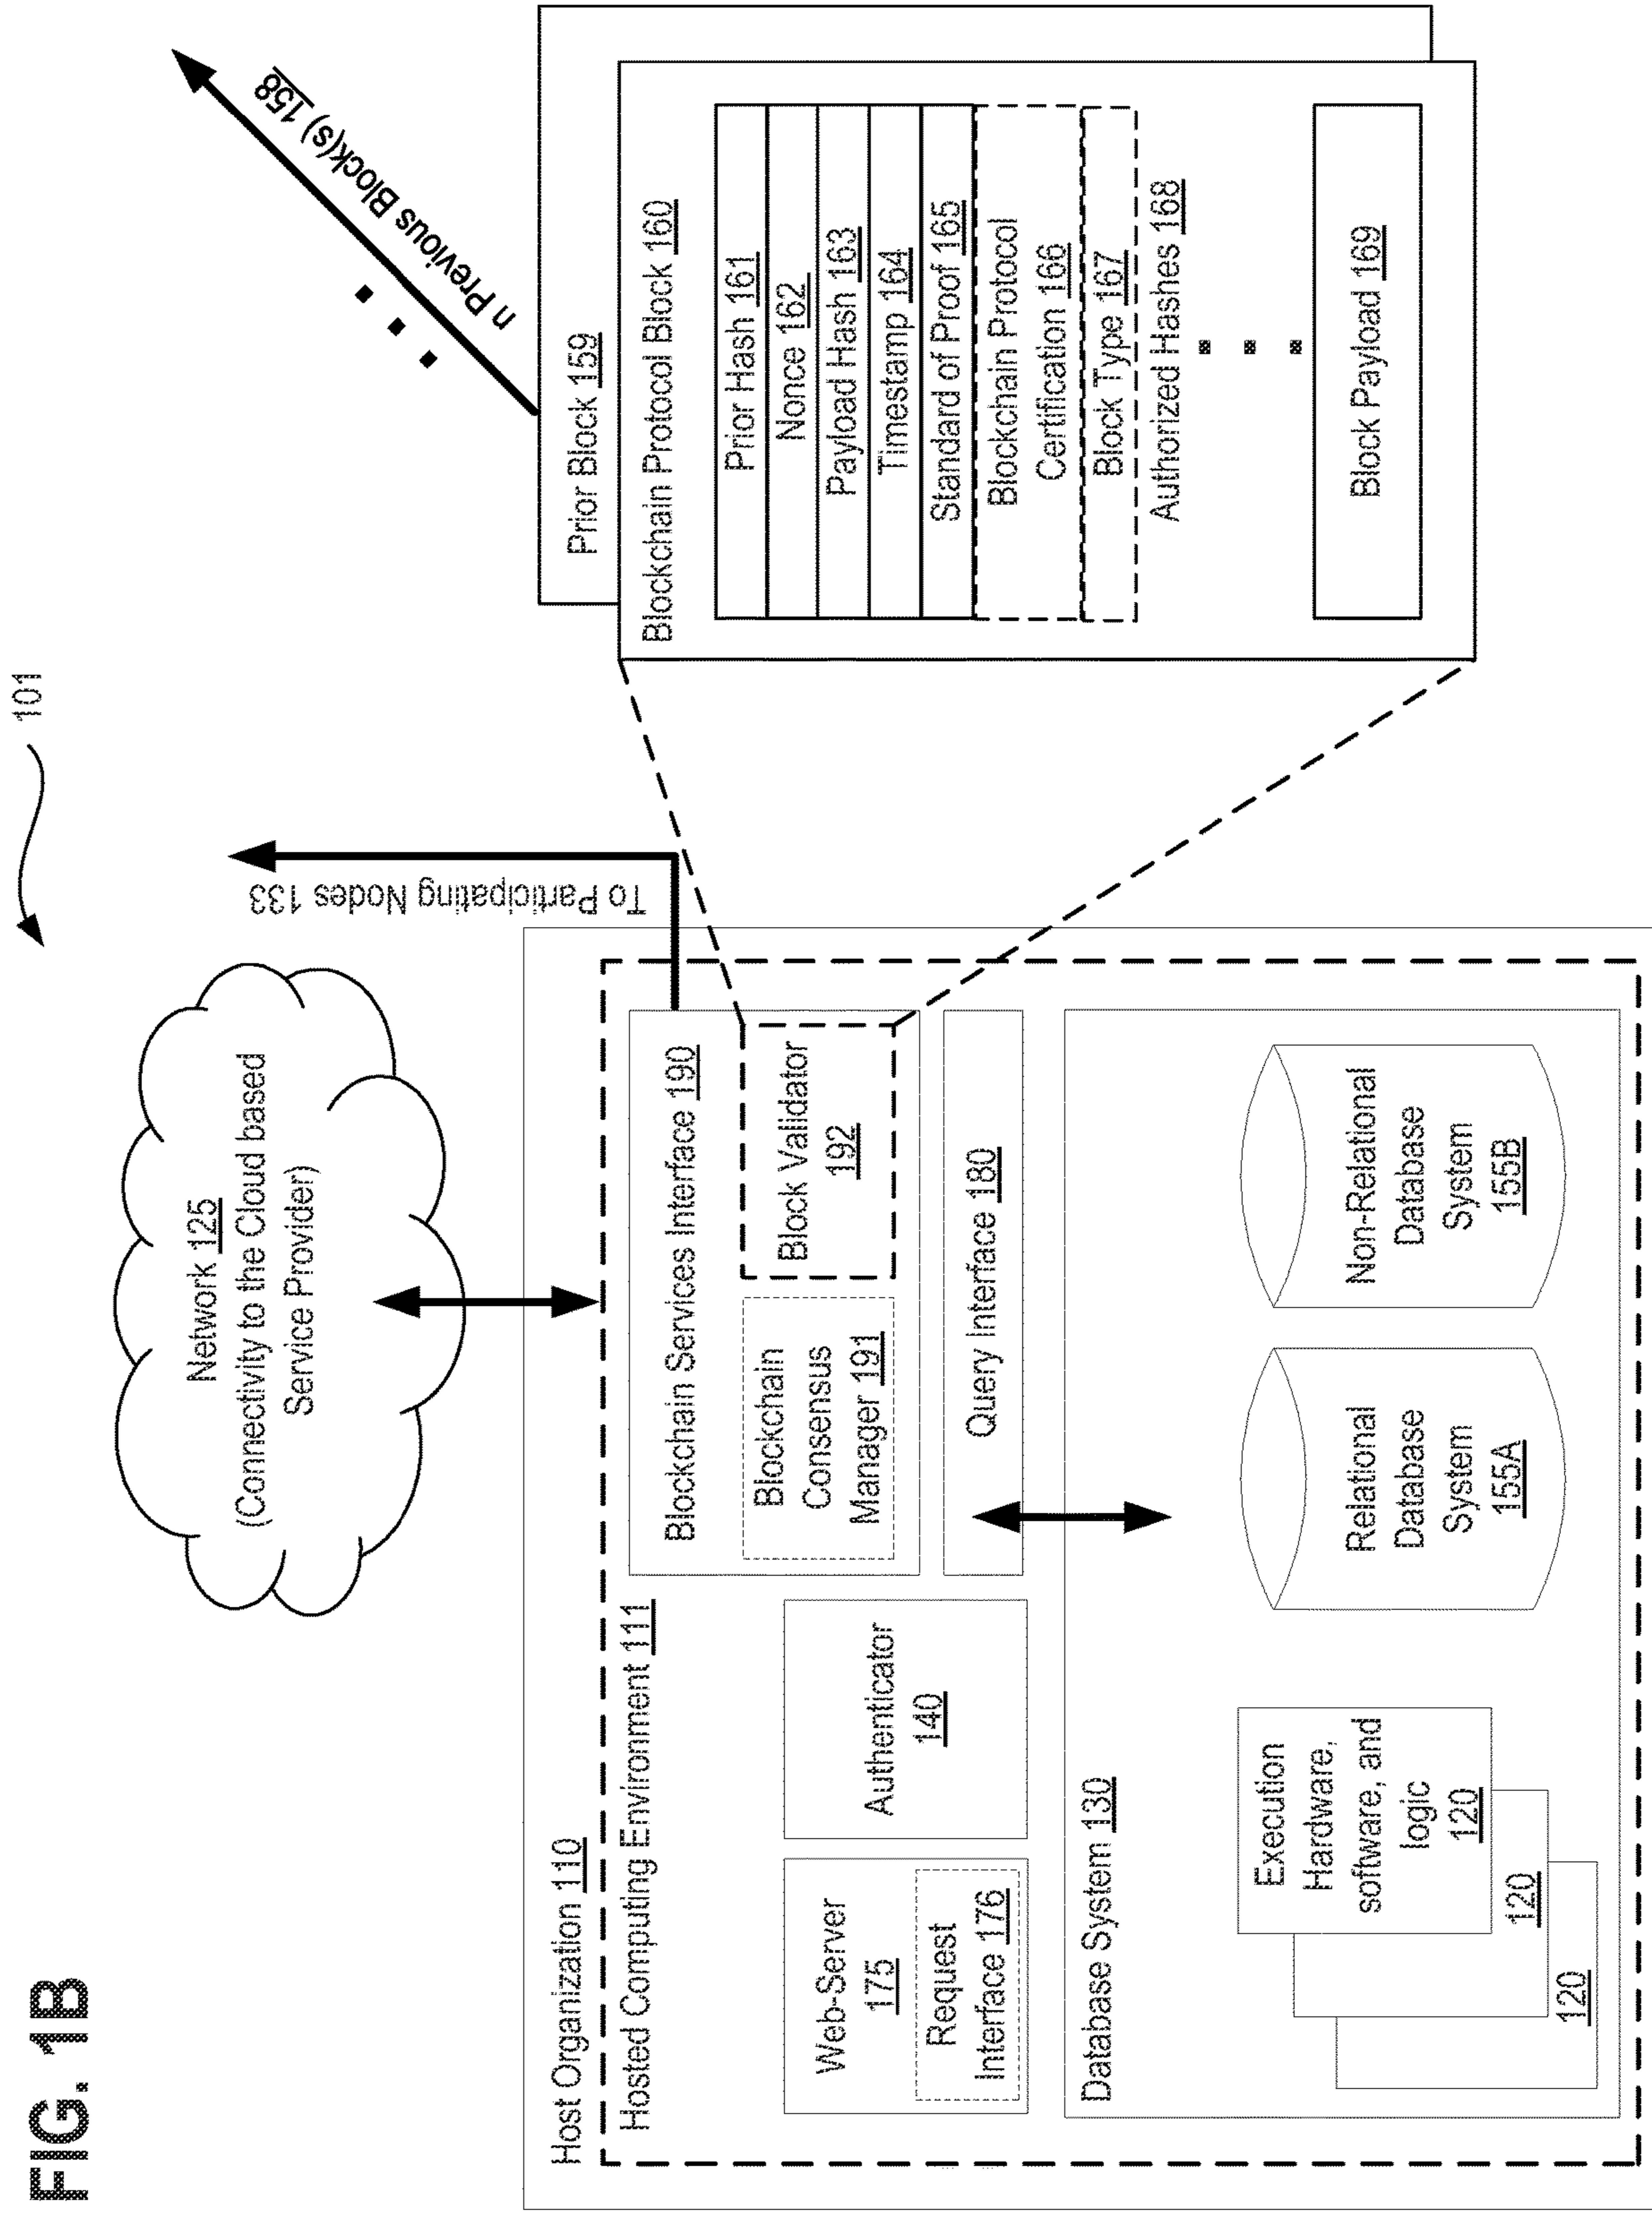 FIG. 1B
101
Network 125
(Connectivity to the Cloud based
Service Provider)
To Participating Nodes 133
n Previous Block(s) 158
Host Organization 110
Hosted Computing Environment 111
Web-Server
175
Request
Interface 176
Authenticator
140
Blockchain Services Interface 190
Blockchain
Consensus
Manager 191
Block Validator
192
Query Interface 180
Database System 130
Execution
Hardware,
software, and
logic
120
120
120
Relational
Database
System
155A
Non-Relational
Database
System
155B
Prior Block 159
Blockchain Protocol Block 160
Prior Hash 161
Nonce 162
Payload Hash 163
Timestamp 164
Standard of Proof 165
Blockchain Protocol
Certification 166
Block Type 167
Authorized Hashes 168
Block Payload 169